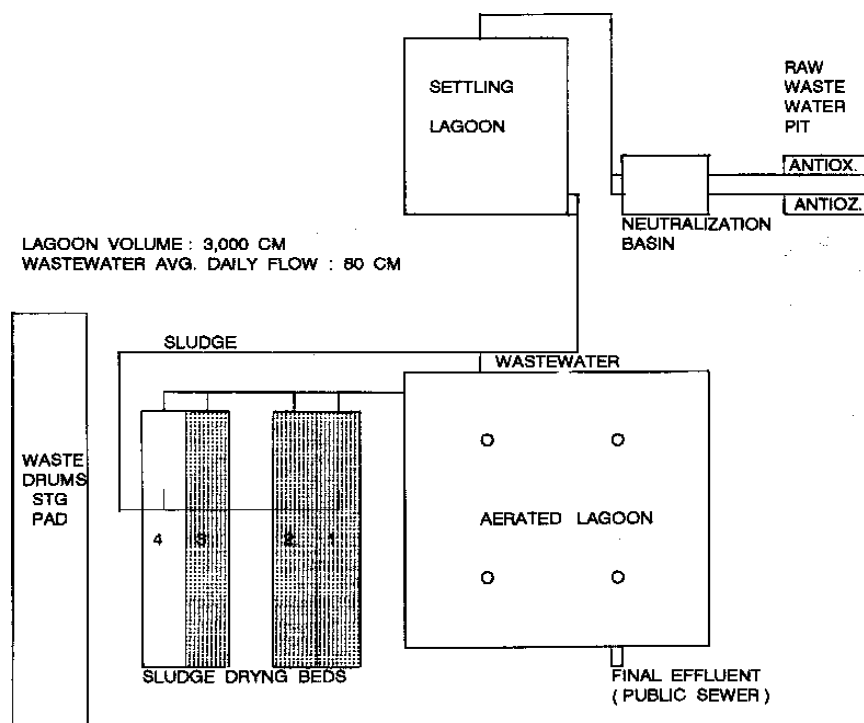 SETTLING
LAGOON
RAW
WASTE
WATER
PIT
ANTIOX.
ANTIOZ.
NEUTRALIZATION
BASIN
LAGOON VOLUME : 3,000 CM
WASTEWATER AVG. DAILY FLOW : 60 CM
SLUDGE
WASTEWATER
WASTE
DRUMS
STG
PAD
4 3 2 1
AERATED LAGOON
SLUDGE DRYNG BEDS
FINAL EFFLUENT
( PUBLIC SEWER )